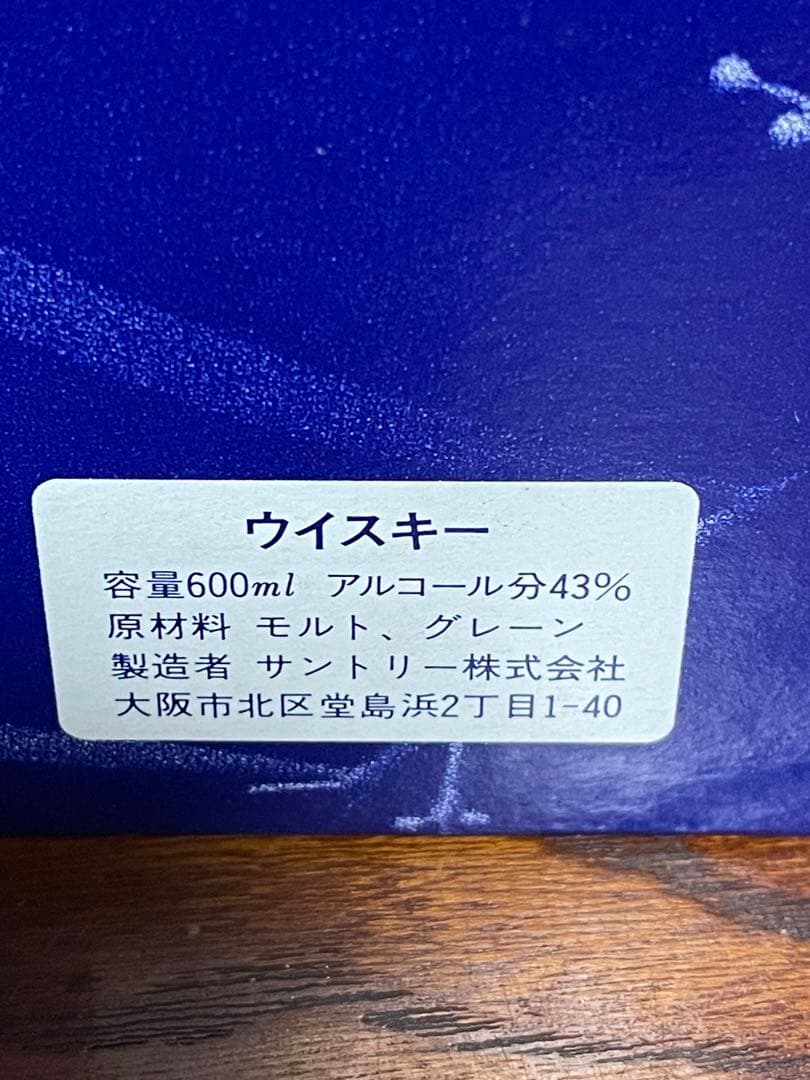 ウイスキー
容量600ml アルコール分43%
原材料 モルト、グレーン
製造者 サントリー株式会社
大阪市北区堂島浜2丁目1-40